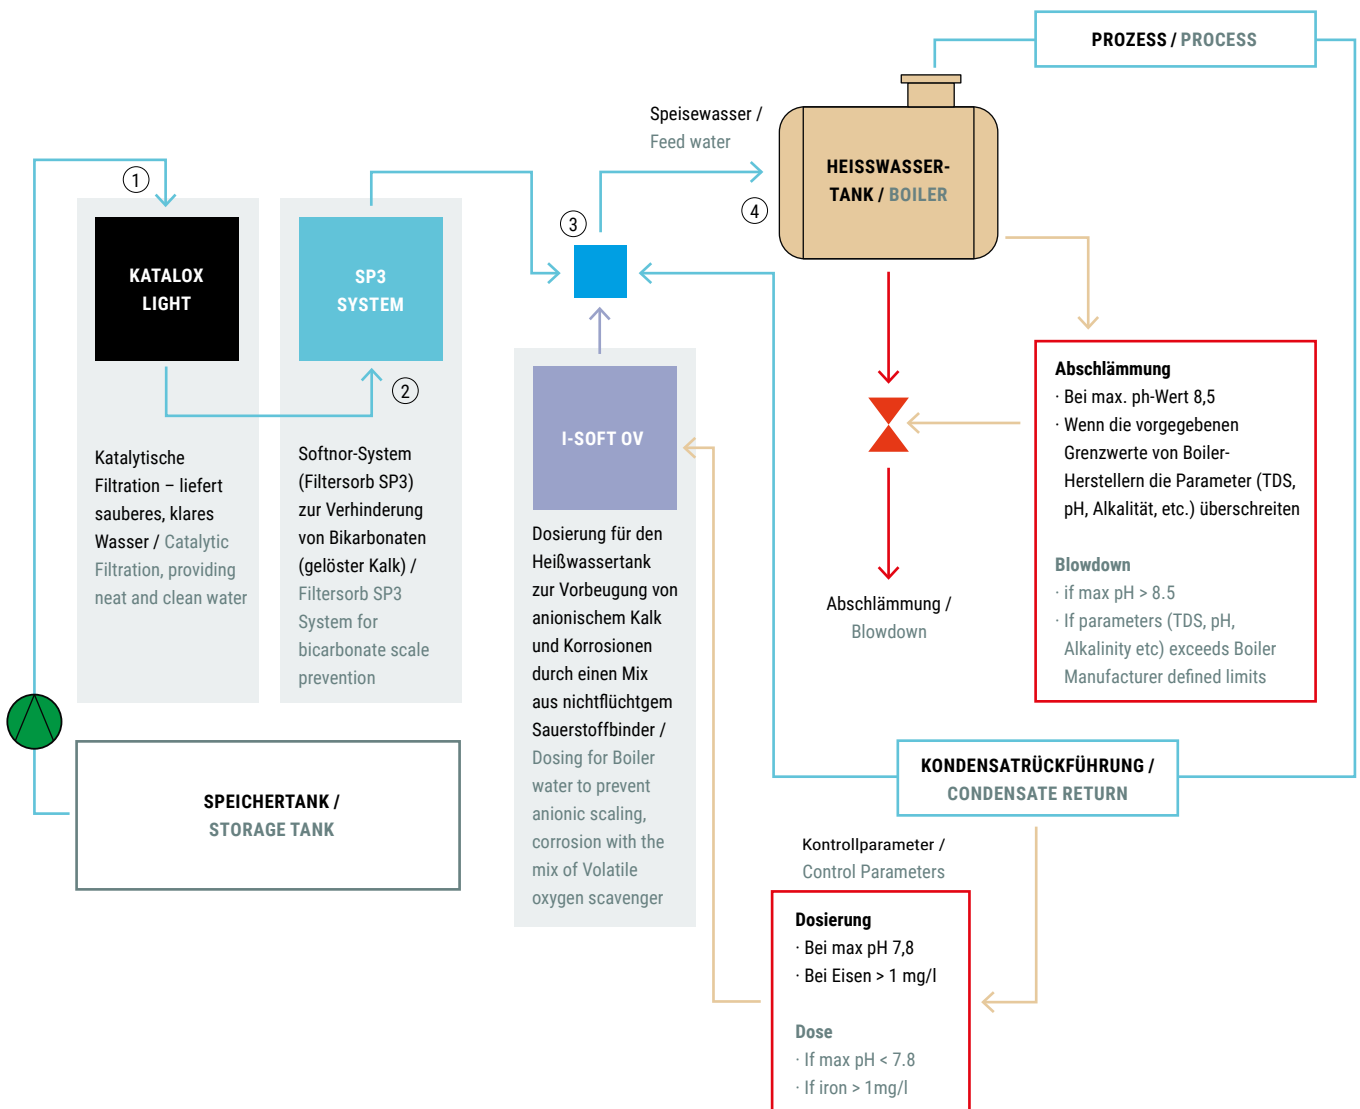 PROZESS / PROCESS
Speisewasser /
Feed water
HEISSWASSER-
TANK / BOILER
1
4
3
KATALOX
LIGHT
SP3
SYSTEM
2
I-SOFT OV
Katalytische
Filtration – liefert
sauberes, klares
Wasser / Catalytic
Filtration, providing
neat and clean water
Softnor-System
(Filtersorb SP3)
zur Verhinderung
von Bikarbonaten
(gelöster Kalk) /
Filtersorb SP3
System for
bicarbonate scale
prevention
Dosierung für den
Heißwassertank
zur Vorbeugung von
anionischem Kalk
und Korrosionen
durch einen Mix
aus nichtflüchtgem
Sauerstoffbinder /
Dosing for Boiler
water to prevent
anionic scaling,
corrosion with the
mix of Volatile
oxygen scavenger
Abschlämmung
· Bei max. ph-Wert 8,5
· Wenn die vorgegebenen
Grenzwerte von Boiler-
Herstellern die Parameter (TDS,
pH, Alkalität, etc.) überschreiten
Blowdown
· if max pH > 8.5
· If parameters (TDS, pH,
Alkalinity etc) exceeds Boiler
Manufacturer defined limits
Abschlämmung /
Blowdown
SPEICHERTANK /
STORAGE TANK
KONDENSATRÜCKFÜHRUNG /
CONDENSATE RETURN
Kontrollparameter /
Control Parameters
Dosierung
· Bei max pH 7,8
· Bei Eisen > 1 mg/l
Dose
· If max pH < 7.8
· If iron > 1mg/l